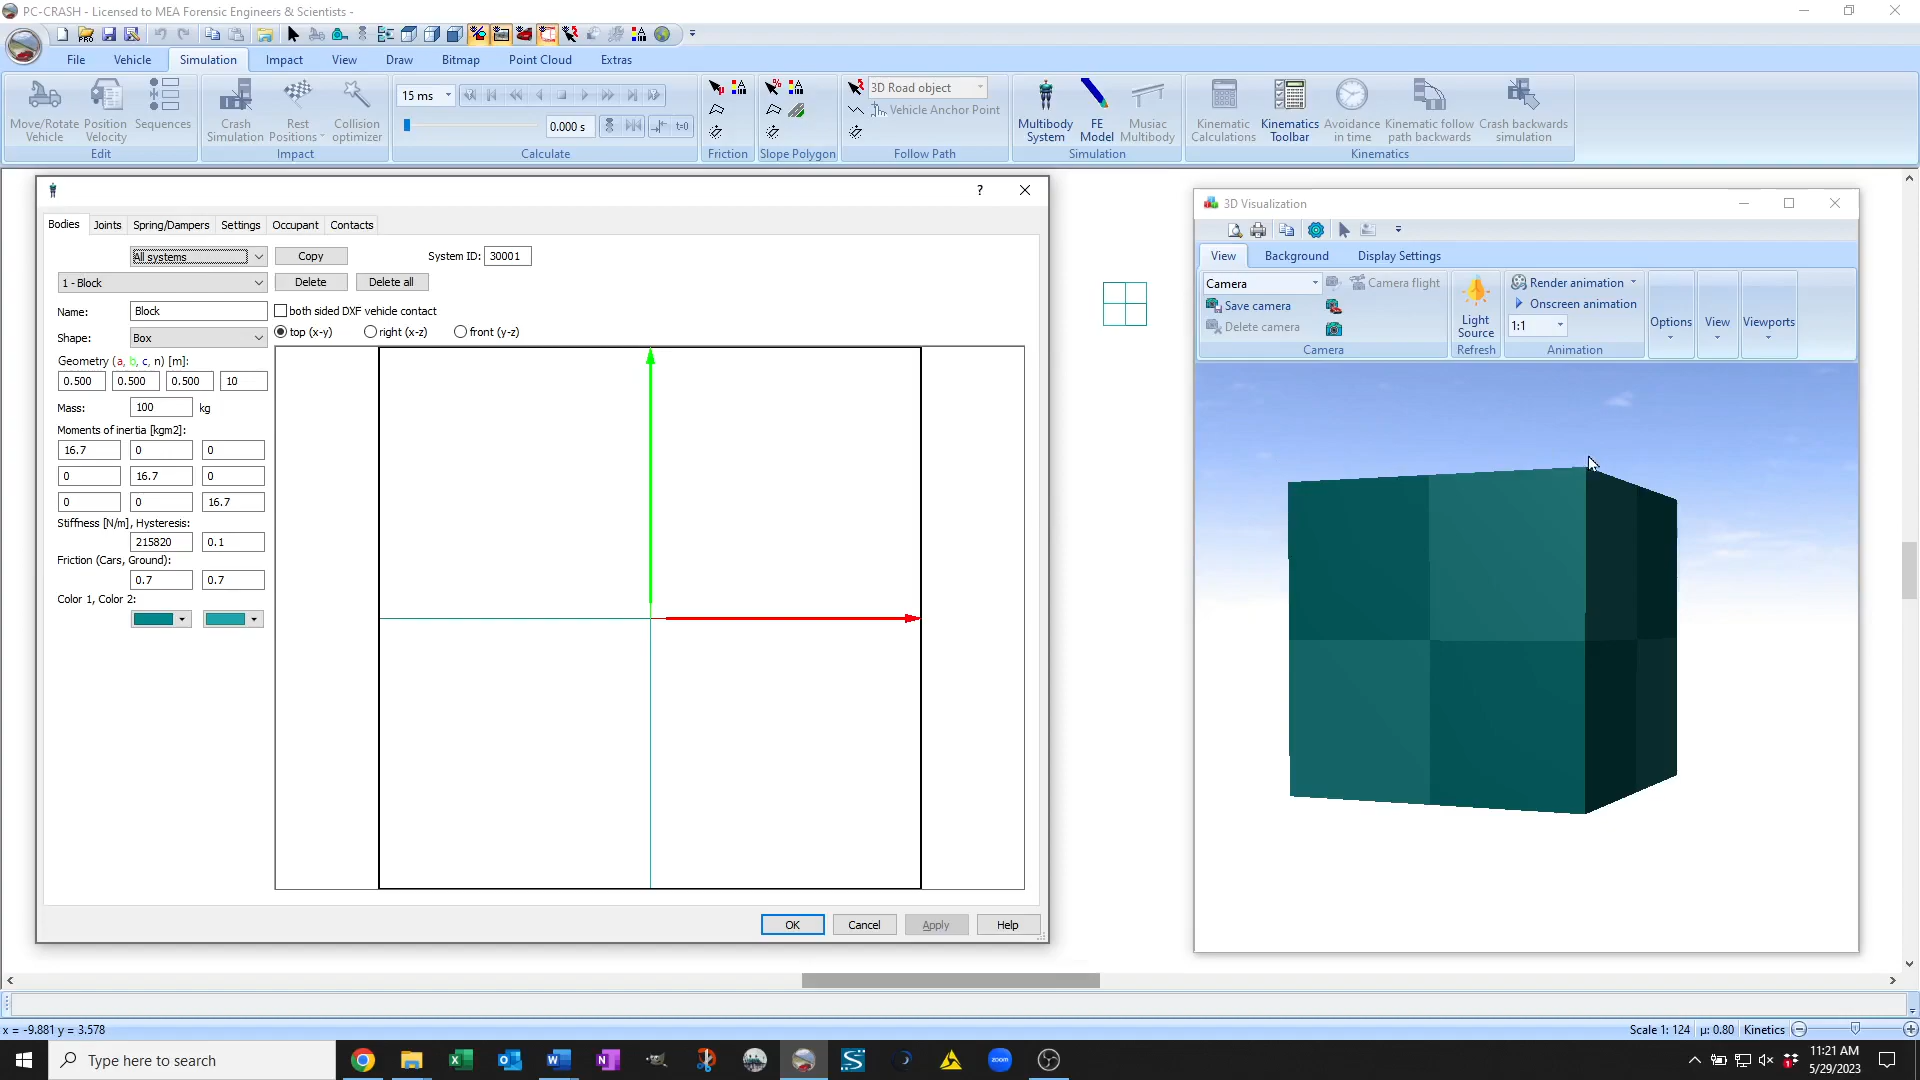 PC-CRASH - Licensed to MEA Forensic Engineers & Scientists -
File Vehicle Simulation Impact View Draw Bitmap Point Cloud Extras
Move/Rotate Vehicle
Position Velocity
Sequences
Edit
Crash Simulation
Rest Positions
Collision optimizer
Impact
15 ms
0.000 s
t=0
Calculate
Friction
Slope Polygon
3D Road object
Vehicle Anchor Point
Follow Path
Multibody System
FE Model
Musiac Multibody
Simulation
Kinematic Calculations
Kinematics Toolbar
Avoidance in time
Kinematic follow path backwards
Crash backwards simulation
Kinematics
?
Bodies Joints Spring/Dampers Settings Occupant Contacts
All systems Copy System ID: 30001
1 - Block Delete Delete all
Name: Block both sided DXF vehicle contact
top (x-y) right (x-z) front (y-z)
Shape: Box
Geometry (a, b, c, n) [m]:
0.500 0.500 0.500 10
Mass: 100 kg
Moments of inertia [kgm2]:
16.7 0 0
0 16.7 0
0 0 16.7
Stiffness [N/m], Hysteresis:
215820 0.1
Friction (Cars, Ground):
0.7 0.7
Color 1, Color 2:
OK Cancel Apply Help
3D Visualization
View Background Display Settings
Camera Camera flight
Save camera
Delete camera
Camera
Light Source
Refresh
Render animation
Onscreen animation
1:1
Animation
Options
View
Viewports
x = -9.881 y = 3.578
Scale 1: 124 µ: 0.80 Kinetics
Type here to search
zoom
11:21 AM
5/29/2023